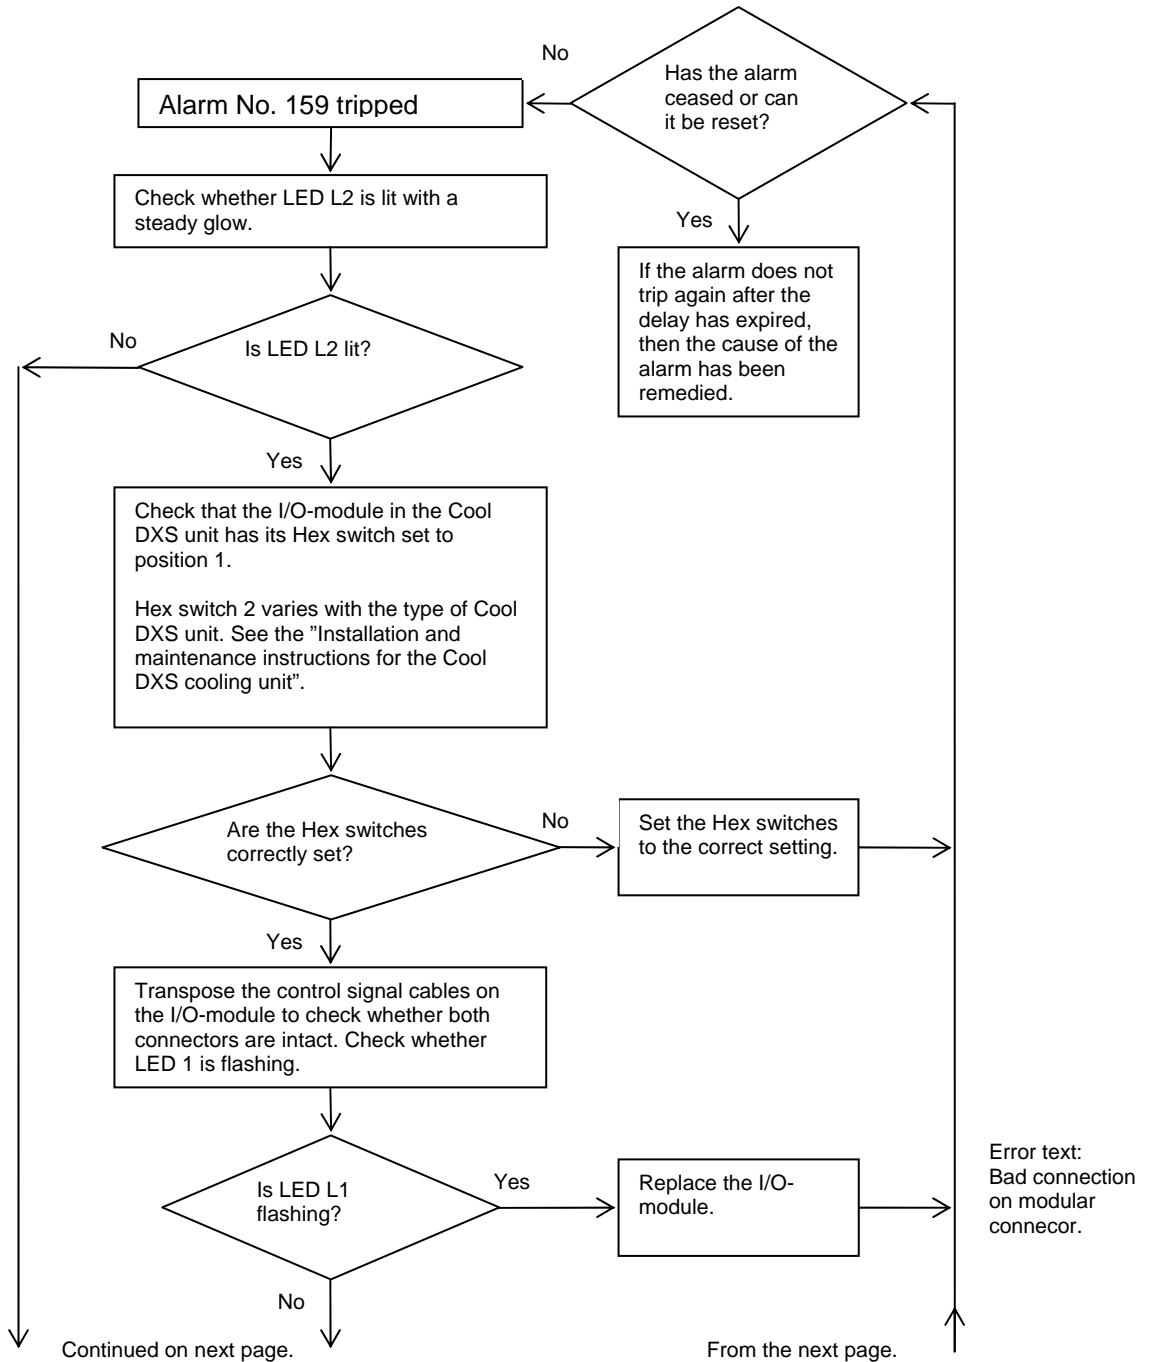 No
Has the alarm
ceased or can
it be reset?
Alarm No. 159 tripped
Check whether LED L2 is lit with a
steady glow.
Yes
If the alarm does not
trip again after the
delay has expired,
then the cause of the
alarm has been
remedied.
No
Is LED L2 lit?
Yes
Check that the I/O-module in the Cool
DXS unit has its Hex switch set to
position 1.
Hex switch 2 varies with the type of Cool
DXS unit. See the ”Installation and
maintenance instructions for the Cool
DXS cooling unit”.
Are the Hex switches
correctly set?
No
Set the Hex switches
to the correct setting.
Yes
Transpose the control signal cables on
the I/O-module to check whether both
connectors are intact. Check whether
LED 1 is flashing.
Is LED L1
flashing?
Yes
Replace the I/O-
module.
Error text:
Bad connection
on modular
connecor.
No
Continued on next page.
From the next page.